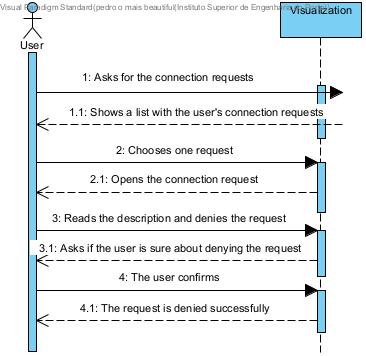 Visual Paradigm Standard(pedro o mais beautiful(Instituto Superior de Engenharia
Visualization
User
1: Asks for the connection requests
1.1: Shows a list with the user's connection requests
2: Chooses one request
2.1: Opens the connection request
3: Reads the description and denies the request
3.1: Asks if the user is sure about denying the request
4: The user confirms
4.1: The request is denied successfully